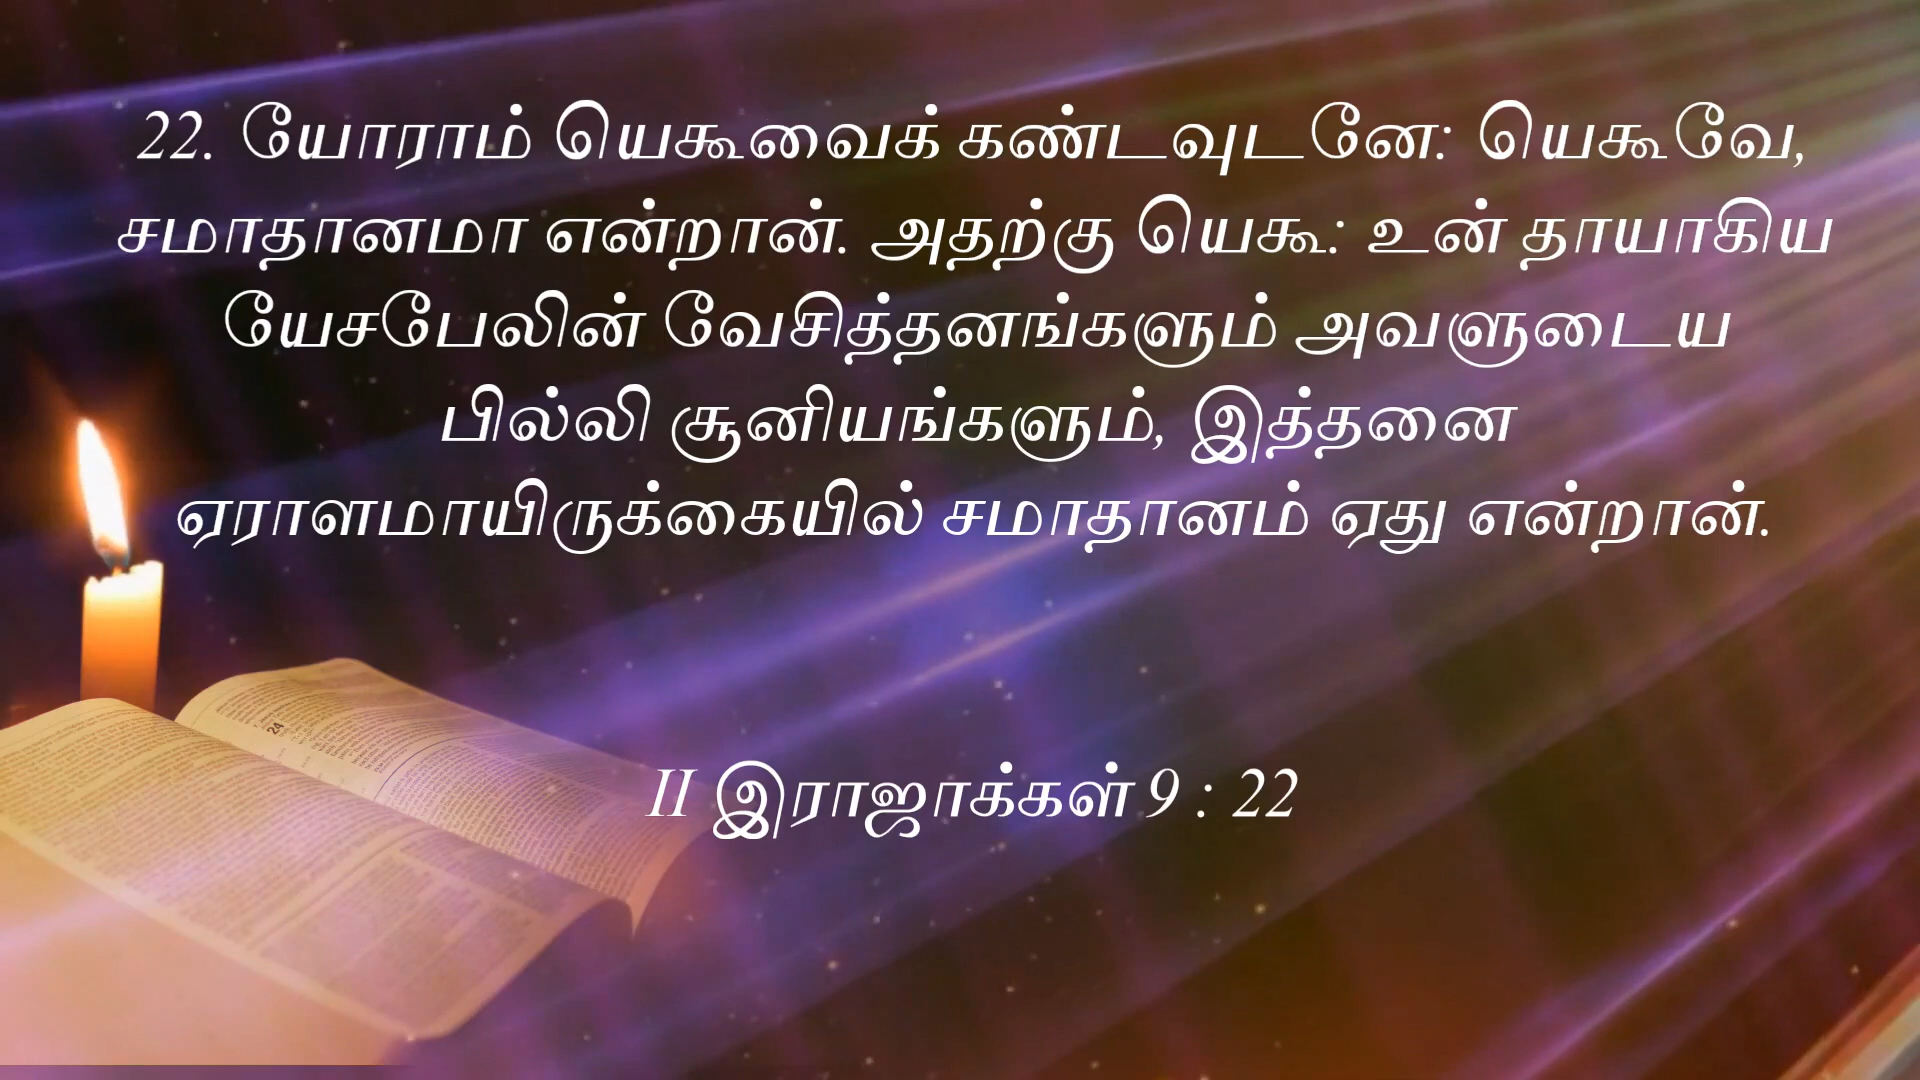 22. யோராம் யெகூவைக் கண்டவுடனே: யெகூவே,
சமாதானமா என்றான். அதற்கு யெகூ: உன் தாயாகிய
யேசபேலின் வேசித்தனங்களும் அவளுடைய
பில்லி சூனியங்களும், இத்தனை
ஏராளமாயிருக்கையில் சமாதானம் ஏது என்றான்.
II இராஜாக்கள் 9 : 22
24